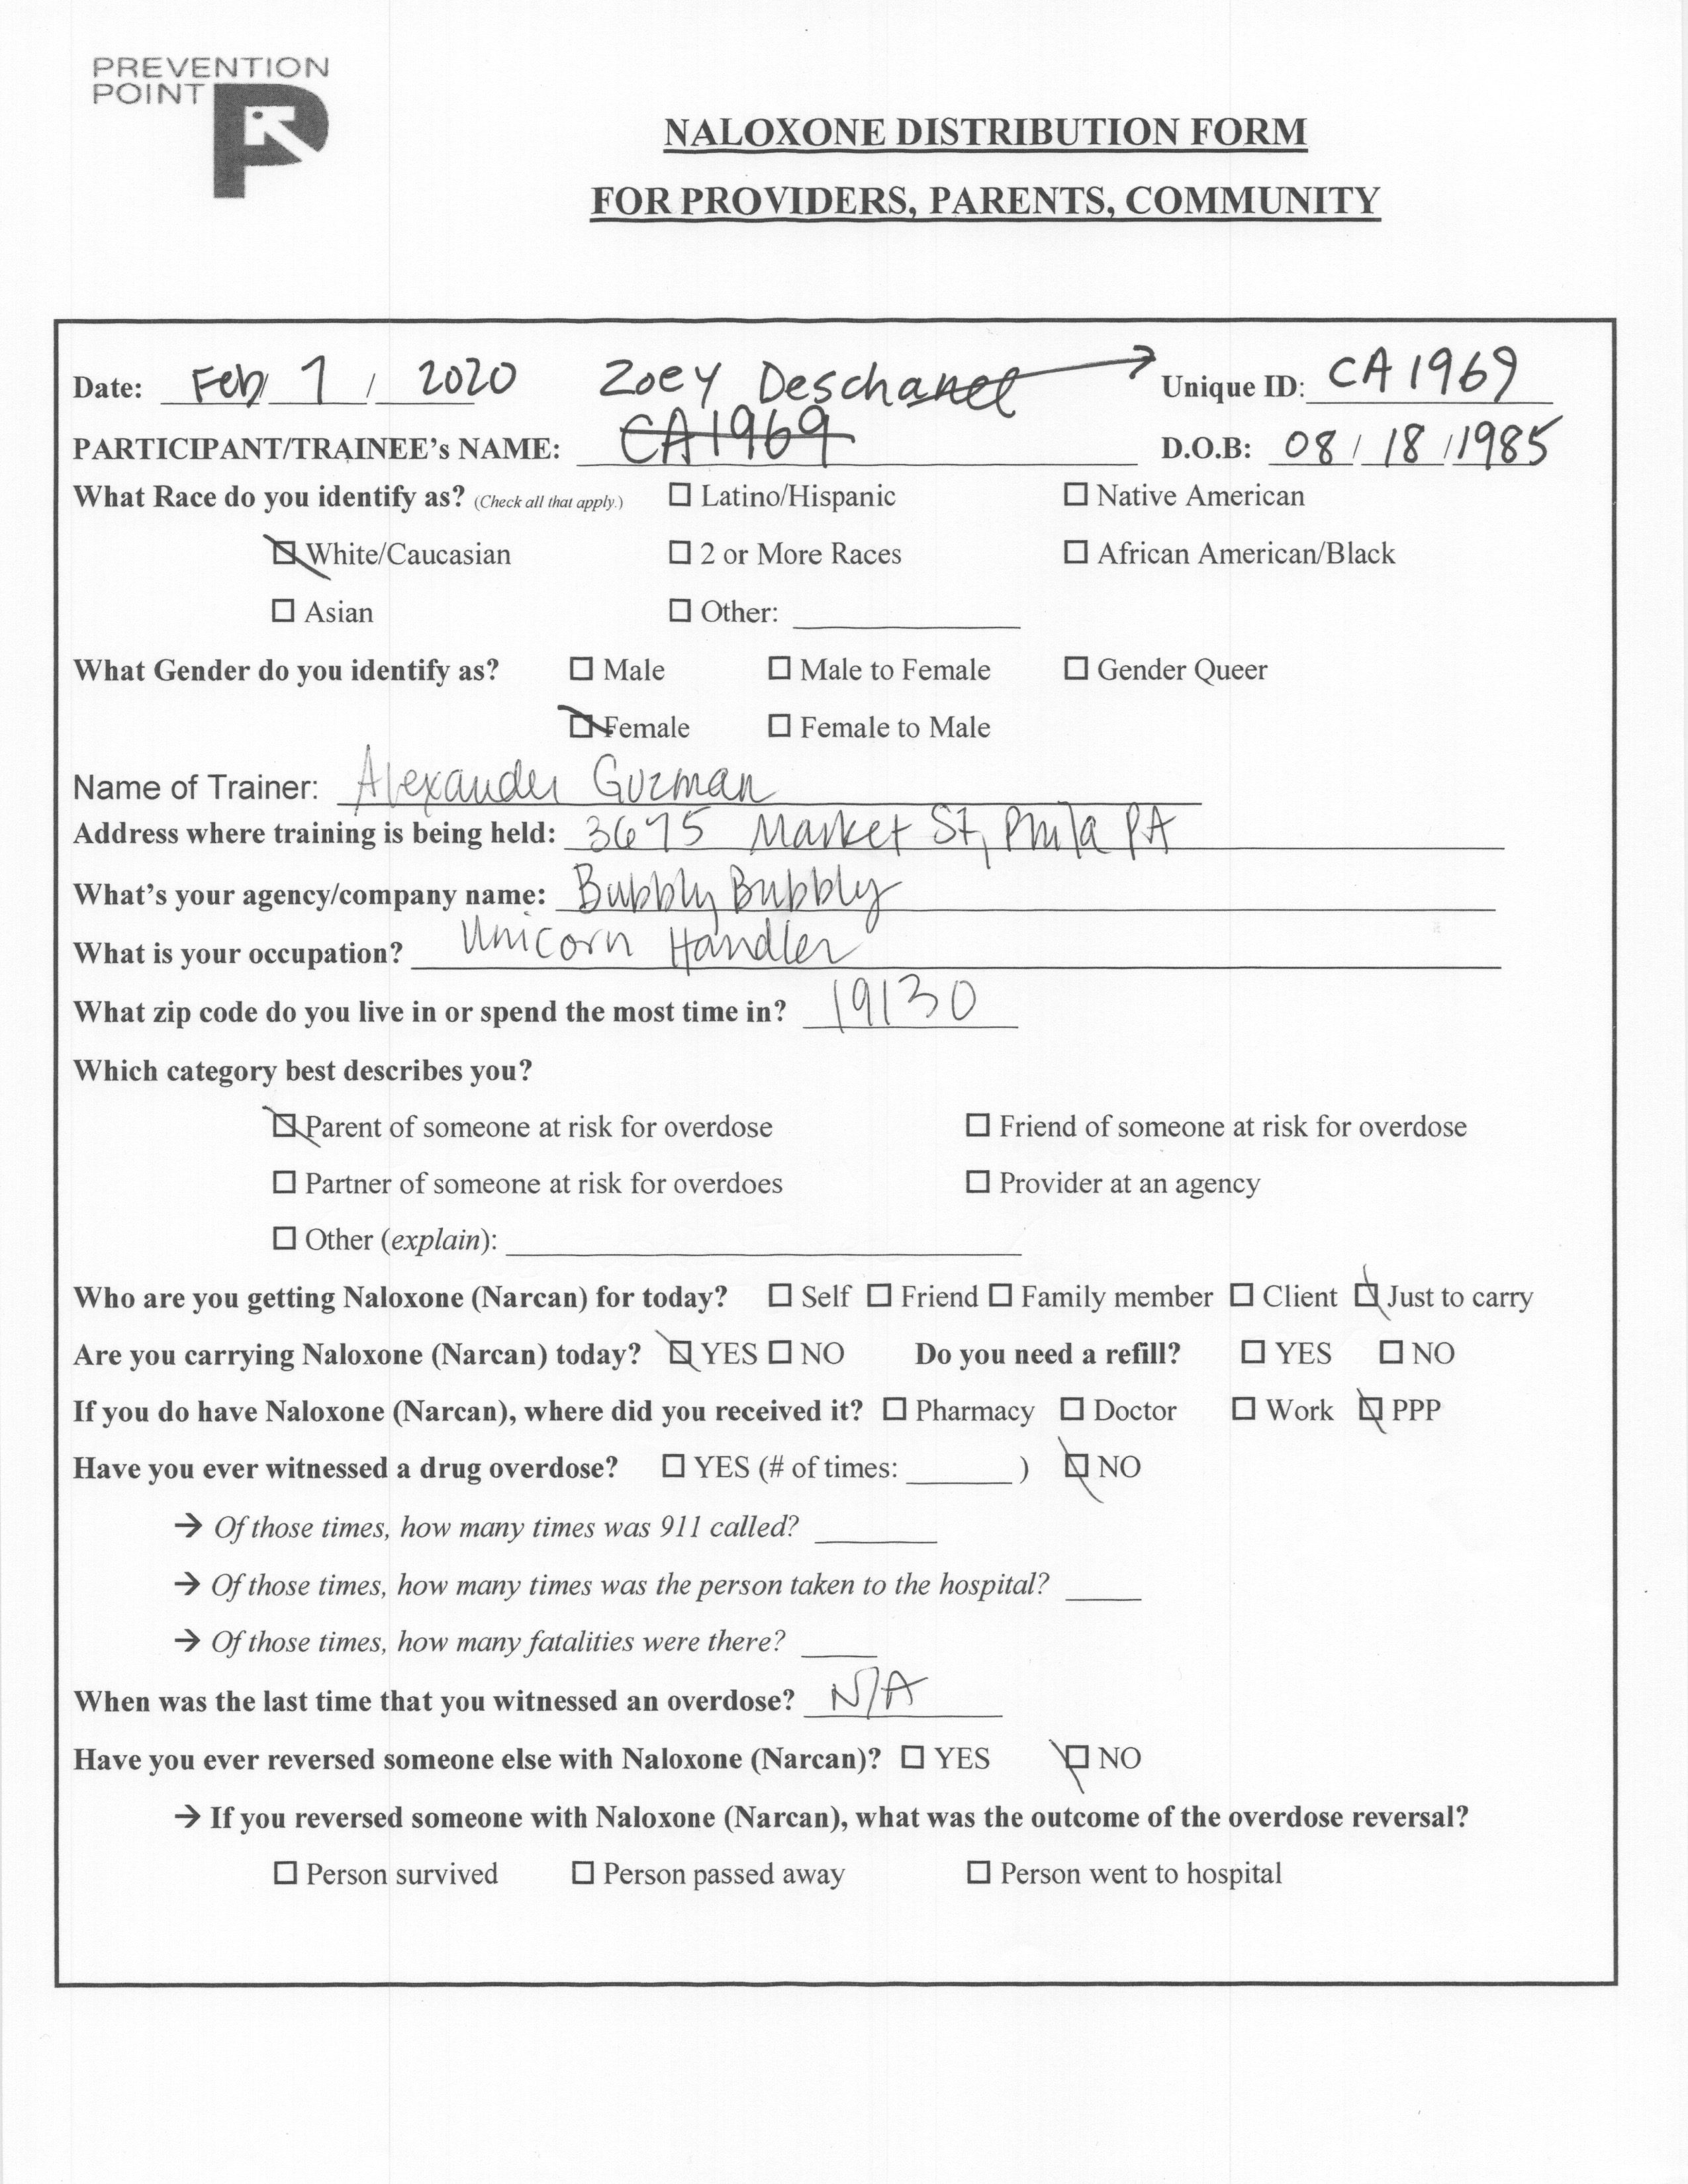 PREVENTION
POINT
NALOXONE DISTRIBUTION FORM
FOR PROVIDERS, PARENTS, COMMUNITY
Date: Feb / 7 / 2020 Zoey Deschanel → Unique ID: CA1969
PARTICIPANT/TRAINEE's NAME: CA1969 D.O.B: 08 / 18 / 1985
What Race do you identify as? (Check all that apply.) ☐ Latino/Hispanic ☐ Native American
☒ White/Caucasian ☐ 2 or More Races ☐ African American/Black
☐ Asian ☐ Other: ____
What Gender do you identify as? ☐ Male ☐ Male to Female ☐ Gender Queer
☒ Female ☐ Female to Male
Name of Trainer: Alexander Guzman
Address where training is being held: 3675 Market St, Phila PA
What's your agency/company name: Bubbly Bubbly
What is your occupation? Unicorn Handler
What zip code do you live in or spend the most time in? 19130
Which category best describes you?
☒ Parent of someone at risk for overdose ☐ Friend of someone at risk for overdose
☐ Partner of someone at risk for overdoes ☐ Provider at an agency
☐ Other (explain): ____
Who are you getting Naloxone (Narcan) for today? ☐ Self ☐ Friend ☐ Family member ☐ Client ☒ Just to carry
Are you carrying Naloxone (Narcan) today? ☒ YES ☐ NO Do you need a refill? ☐ YES ☐ NO
If you do have Naloxone (Narcan), where did you received it? ☐ Pharmacy ☐ Doctor ☐ Work ☒ PPP
Have you ever witnessed a drug overdose? ☐ YES (# of times: ____ ) ☒ NO
→ Of those times, how many times was 911 called? ____
→ Of those times, how many times was the person taken to the hospital? ____
→ Of those times, how many fatalities were there? ____
When was the last time that you witnessed an overdose? N/A
Have you ever reversed someone else with Naloxone (Narcan)? ☐ YES ☒ NO
→ If you reversed someone with Naloxone (Narcan), what was the outcome of the overdose reversal?
☐ Person survived ☐ Person passed away ☐ Person went to hospital